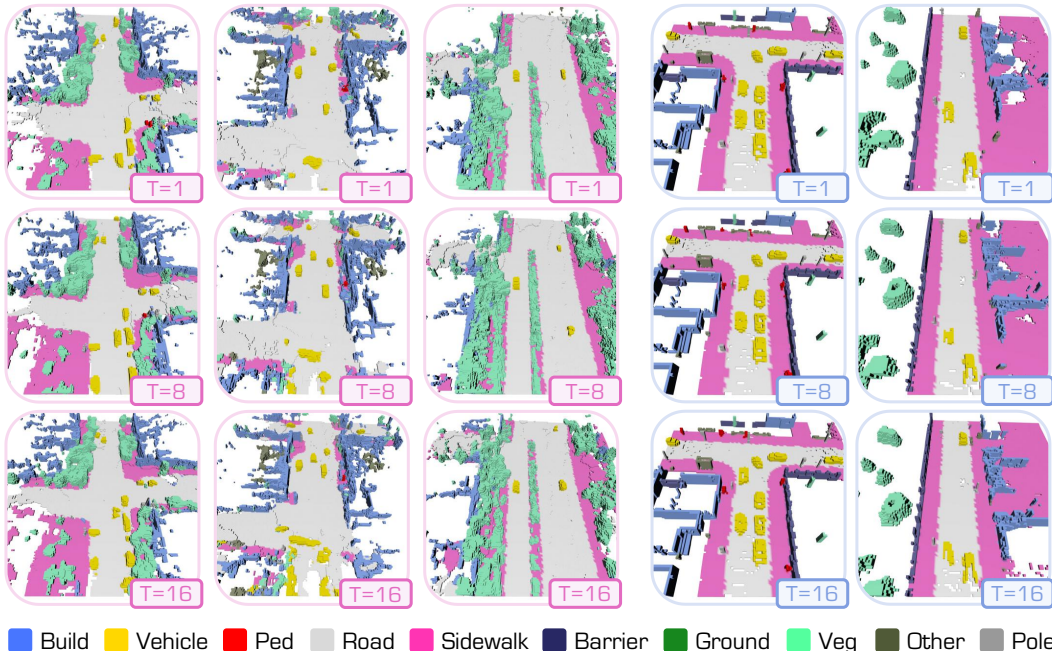 T=1 T=1 T=1 T=1 T=1
T=8 T=8 T=8 T=8 T=8
T=16 T=16 T=16 T=16 T=16
Build Vehicle Ped Road Sidewalk Barrier Ground Veg Other Pole